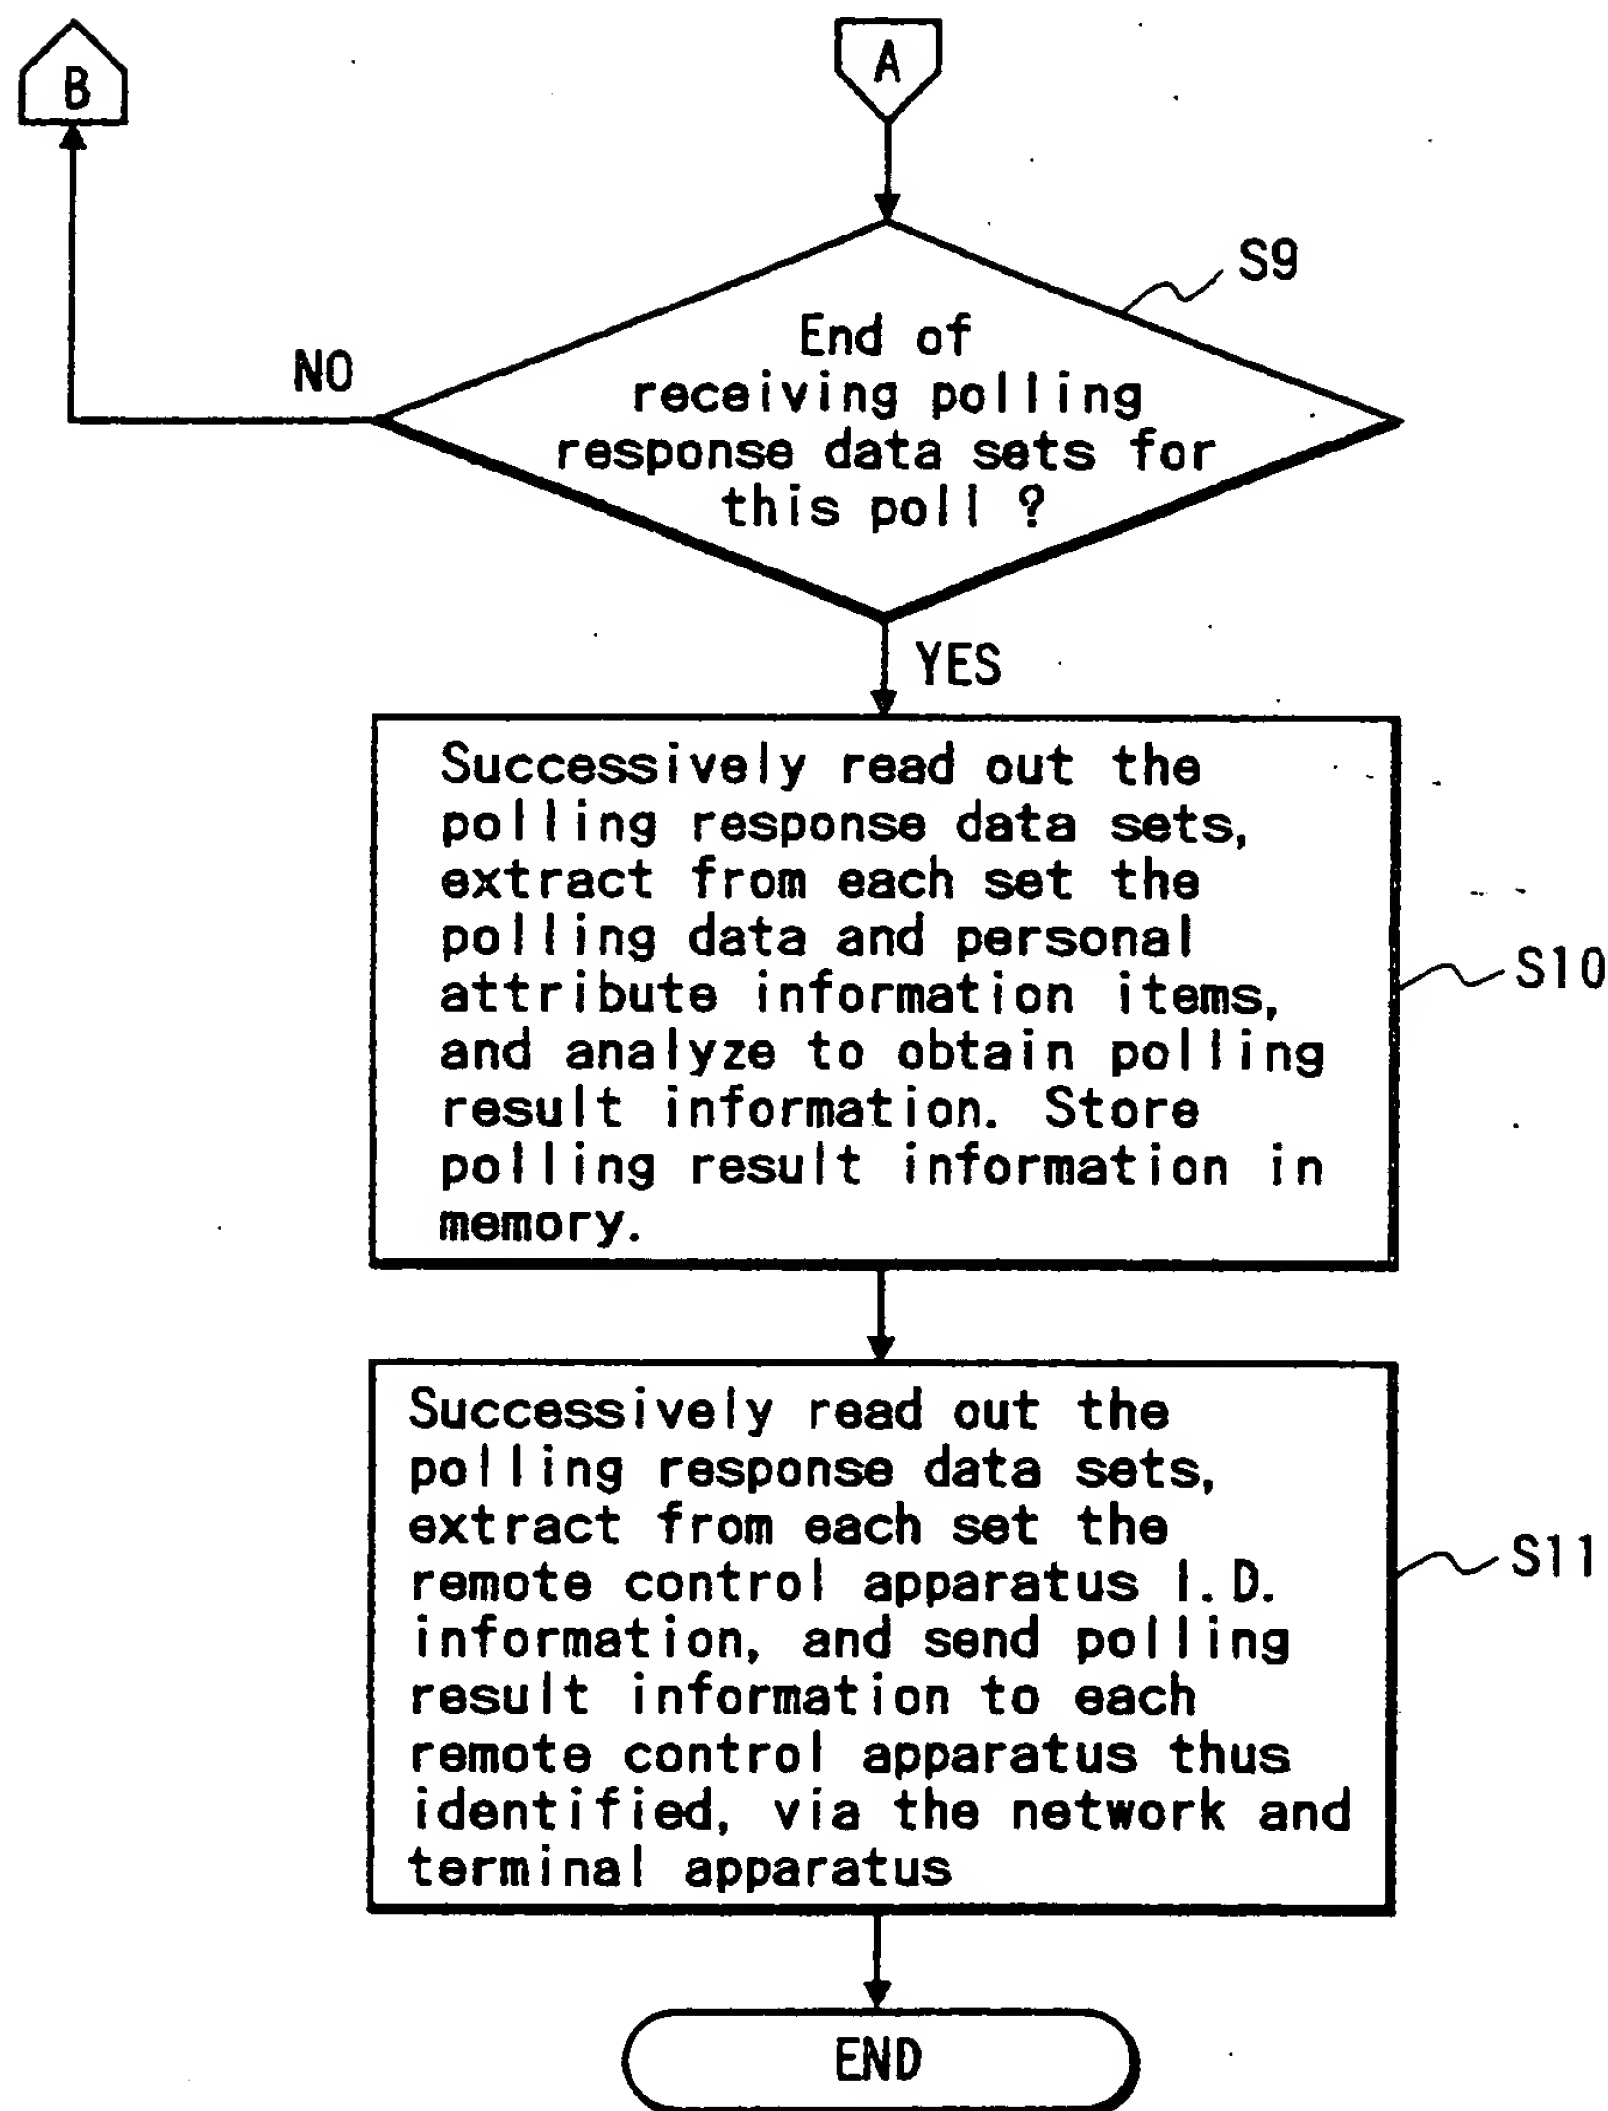 B
A
S9
End of
receiving polling
response data sets for
this poll ?
NO
YES
Successively read out the
polling response data sets,
extract from each set the
polling data and personal
attribute information items,
and analyze to obtain polling
result information. Store
polling result information in
memory.
S10
Successively read out the
polling response data sets,
extract from each set the
remote control apparatus I.D.
information, and send polling
result information to each
remote control apparatus thus
identified, via the network and
terminal apparatus
S11
END